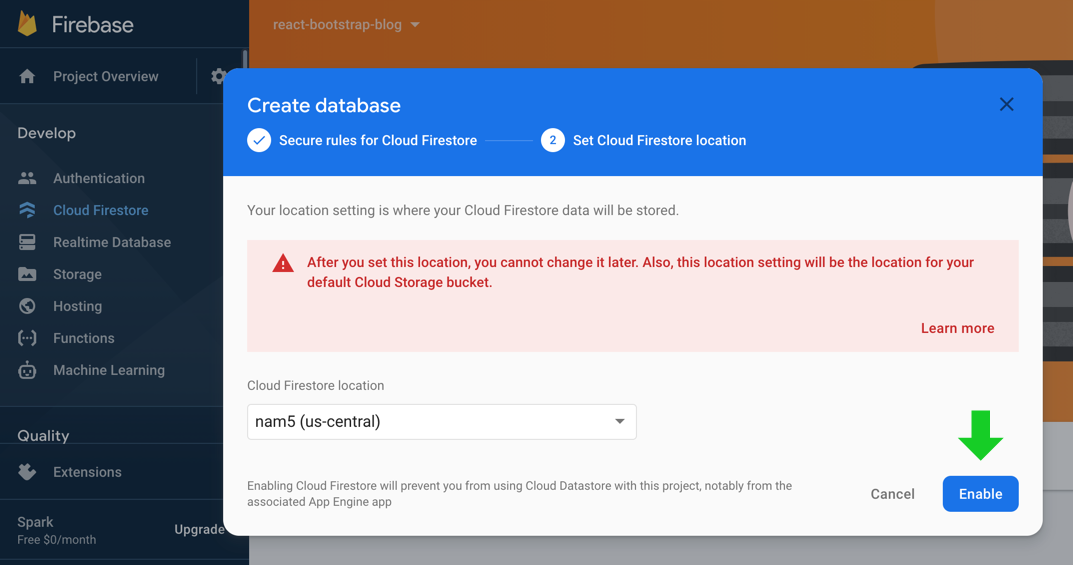 Firebase
react-bootstrap-blog
Project Overview
Develop
Authentication
Cloud Firestore
Realtime Database
Storage
Hosting
Functions
Machine Learning
Quality
Extensions
Spark
Free $0/month
Upgrade
Create database
Secure rules for Cloud Firestore
2 Set Cloud Firestore location
Your location setting is where your Cloud Firestore data will be stored.
After you set this location, you cannot change it later. Also, this location setting will be the location for your
default Cloud Storage bucket.
Learn more
Cloud Firestore location
nam5 (us-central)
Enabling Cloud Firestore will prevent you from using Cloud Datastore with this project, notably from the
associated App Engine app
Cancel
Enable